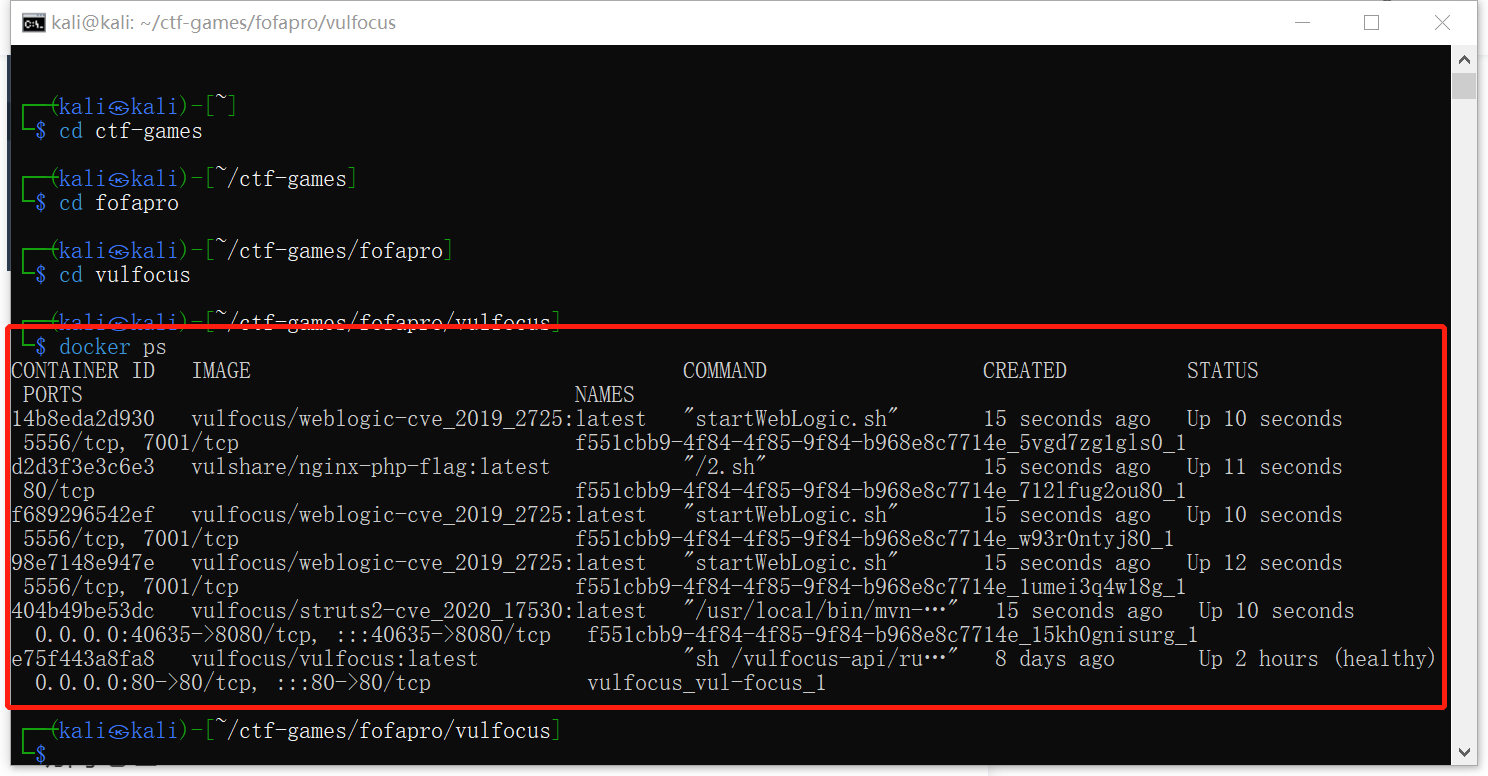 kali@kali: ~/ctf-games/fofapro/vulfocus
┌──(kali㉿kali)-[~]
└─$ cd ctf-games
┌──(kali㉿kali)-[~/ctf-games]
└─$ cd fofapro
┌──(kali㉿kali)-[~/ctf-games/fofapro]
└─$ cd vulfocus
┌──(kali㉿kali)-[~/ctf-games/fofapro/vulfocus]
└─$ docker ps
CONTAINER ID   IMAGE                                    COMMAND                  CREATED          STATUS
 PORTS                                         NAMES
14b8eda2d930   vulfocus/weblogic-cve_2019_2725:latest   "startWebLogic.sh"       15 seconds ago   Up 10 seconds
 5556/tcp, 7001/tcp                            f551cbb9-4f84-4f85-9f84-b968e8c7714e_5vgd7zg1gls0_1
d2d3f3e3c6e3   vulshare/nginx-php-flag:latest           "/2.sh"                  15 seconds ago   Up 11 seconds
 80/tcp                                        f551cbb9-4f84-4f85-9f84-b968e8c7714e_7l2lfug2ou80_1
f689296542ef   vulfocus/weblogic-cve_2019_2725:latest   "startWebLogic.sh"       15 seconds ago   Up 10 seconds
 5556/tcp, 7001/tcp                            f551cbb9-4f84-4f85-9f84-b968e8c7714e_w93r0ntyj80_1
98e7148e947e   vulfocus/weblogic-cve_2019_2725:latest   "startWebLogic.sh"       15 seconds ago   Up 12 seconds
 5556/tcp, 7001/tcp                            f551cbb9-4f84-4f85-9f84-b968e8c7714e_1umei3q4w18g_1
404b49be53dc   vulfocus/struts2-cve_2020_17530:latest   "/usr/local/bin/mvn-…"   15 seconds ago   Up 10 seconds
  0.0.0.0:40635->8080/tcp, :::40635->8080/tcp   f551cbb9-4f84-4f85-9f84-b968e8c7714e_15kh0gnisurg_1
e75f443a8fa8   vulfocus/vulfocus:latest                 "sh /vulfocus-api/ru…"   8 days ago       Up 2 hours (healthy)
  0.0.0.0:80->80/tcp, :::80->80/tcp             vulfocus_vul-focus_1
┌──(kali㉿kali)-[~/ctf-games/fofapro/vulfocus]
└─$